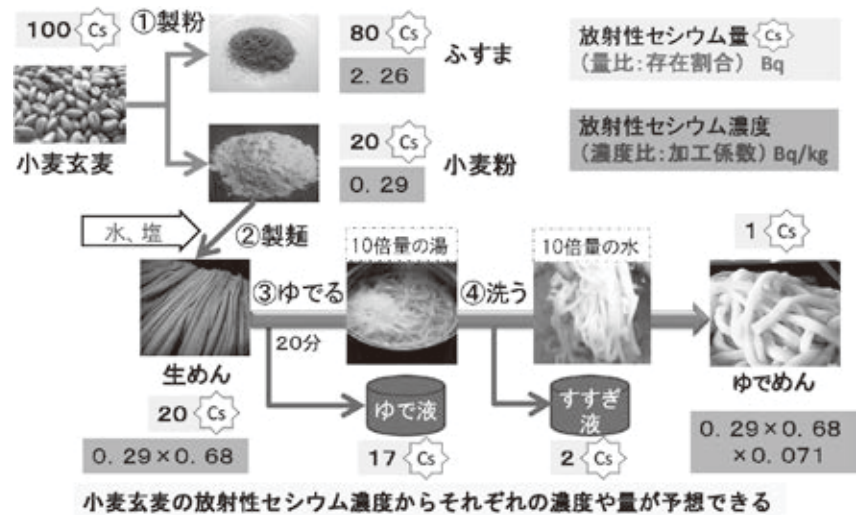 100 Cs
①製粉
80 Cs
ふすま
2. 26
放射性セシウム量 Cs
(量比:存在割合) Bq
小麦玄麦
20 Cs
小麦粉
0. 29
放射性セシウム濃度
(濃度比:加工係数) Bq/kg
水、塩
②製麺
10倍量の湯
10倍量の水
1 Cs
③ゆでる
④洗う
20分
生めん
ゆでめん
20 Cs
ゆで液
すすぎ
液
0. 29×0. 68
17 Cs
2 Cs
0. 29×0. 68
×0. 071
小麦玄麦の放射性セシウム濃度からそれぞれの濃度や量が予想できる